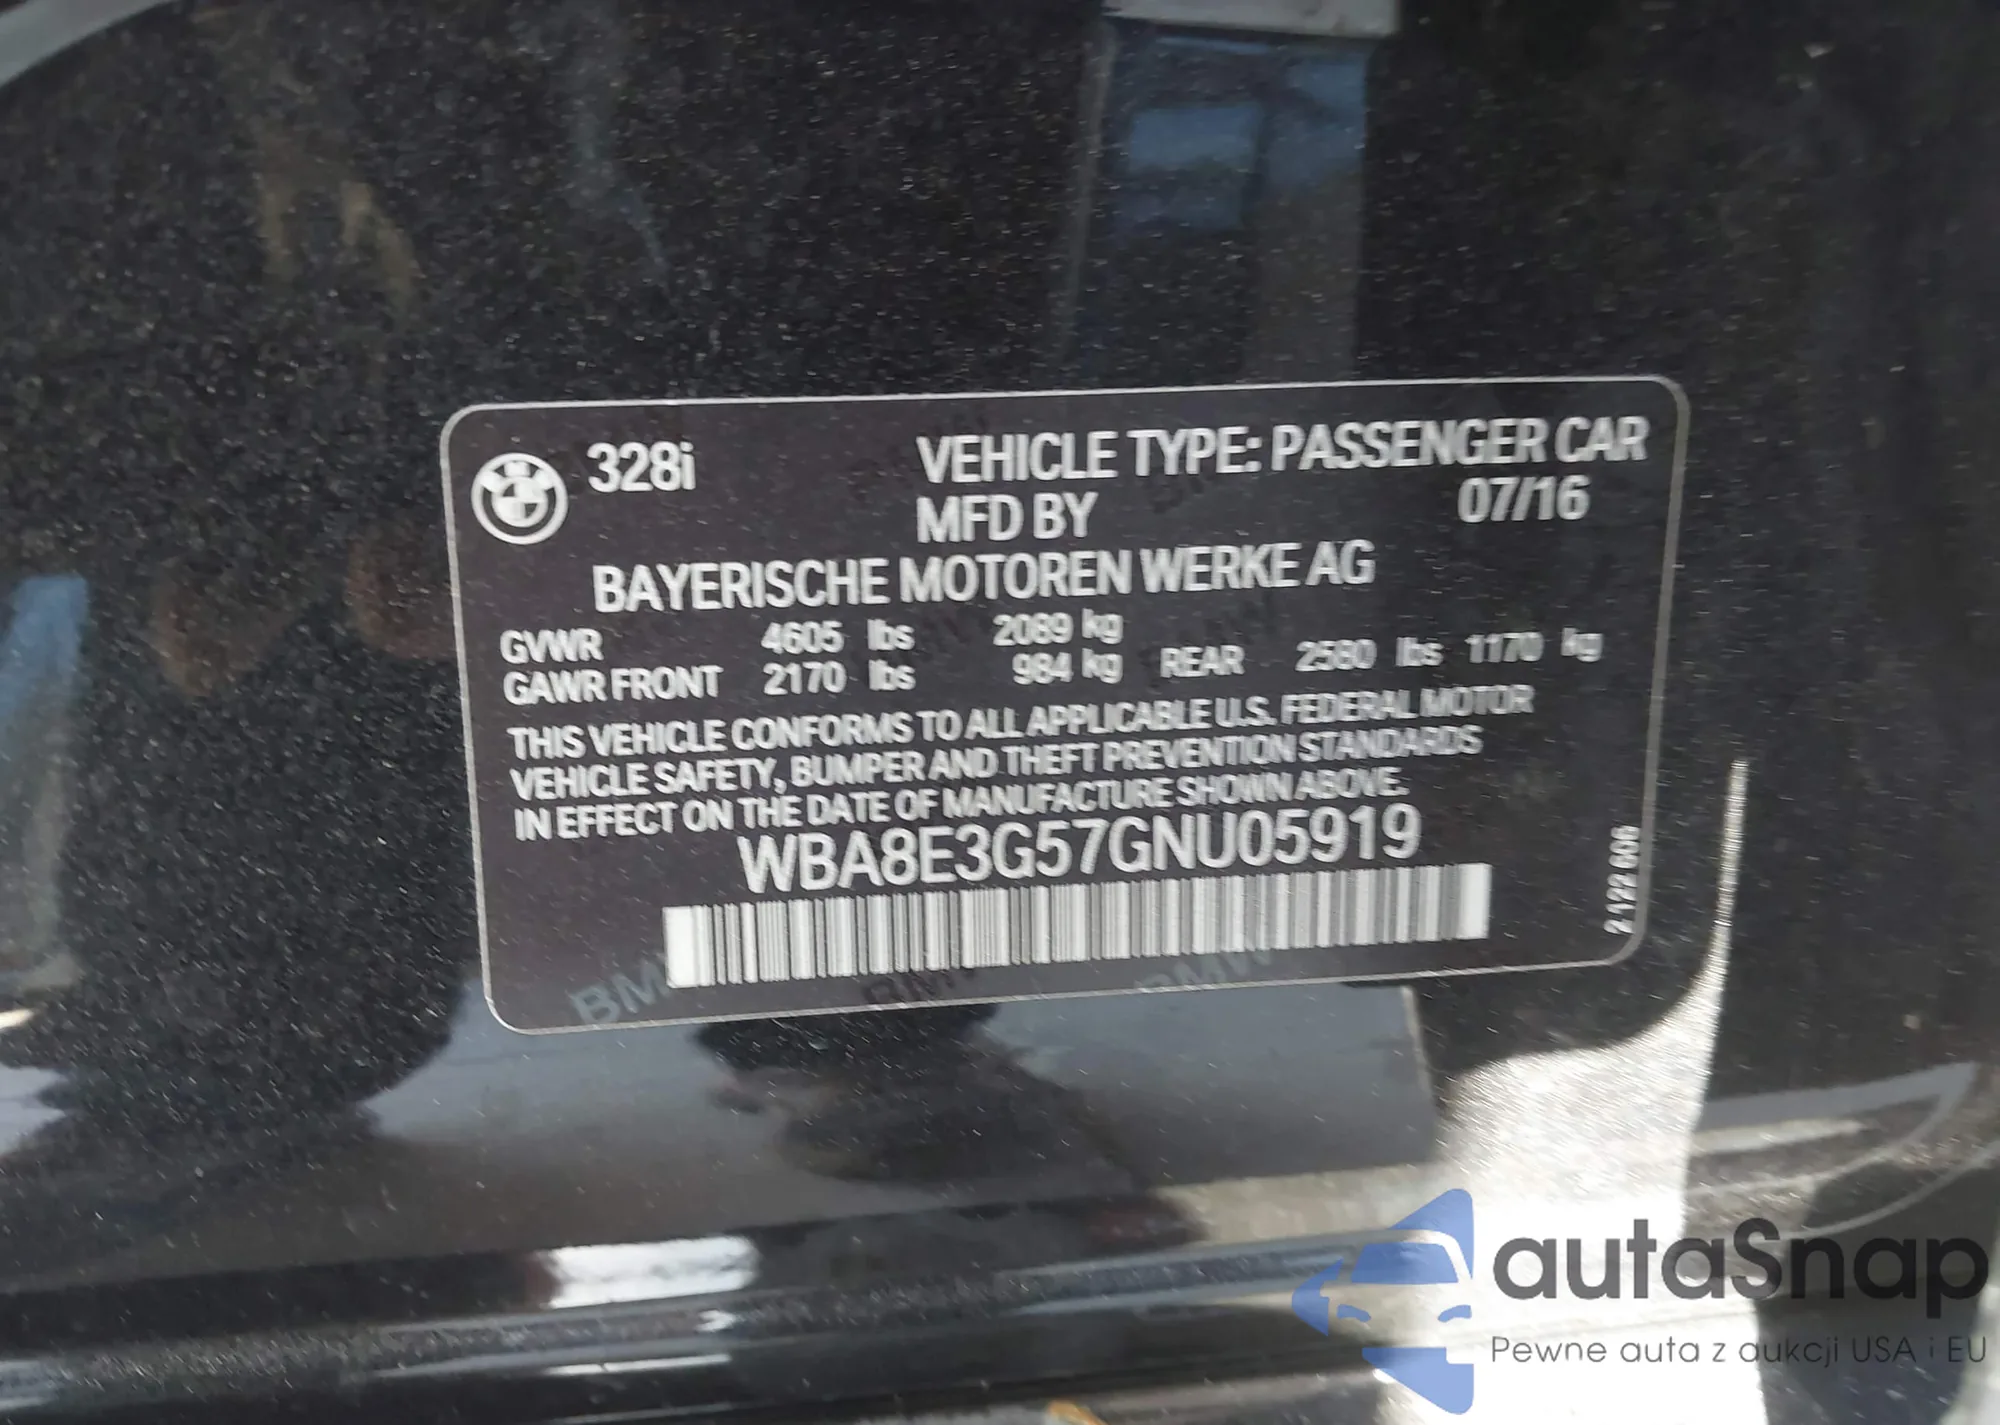 328i VEHICLE TYPE: PASSENGER CAR
MFD BY 07/16
BAYERISCHE MOTOREN WERKE AG
GVWR 4605 lbs 2089 kg
GAWR FRONT 2170 lbs 984 kg REAR 2580 lbs 1170 kg
THIS VEHICLE CONFORMS TO ALL APPLICABLE U.S. FEDERAL MOTOR
VEHICLE SAFETY, BUMPER AND THEFT PREVENTION STANDARDS
IN EFFECT ON THE DATE OF MANUFACTURE SHOWN ABOVE.
WBA8E3G57GNU05919
BMW BMW BMW
autaSnap
Pewne auta z aukcji USA i EU